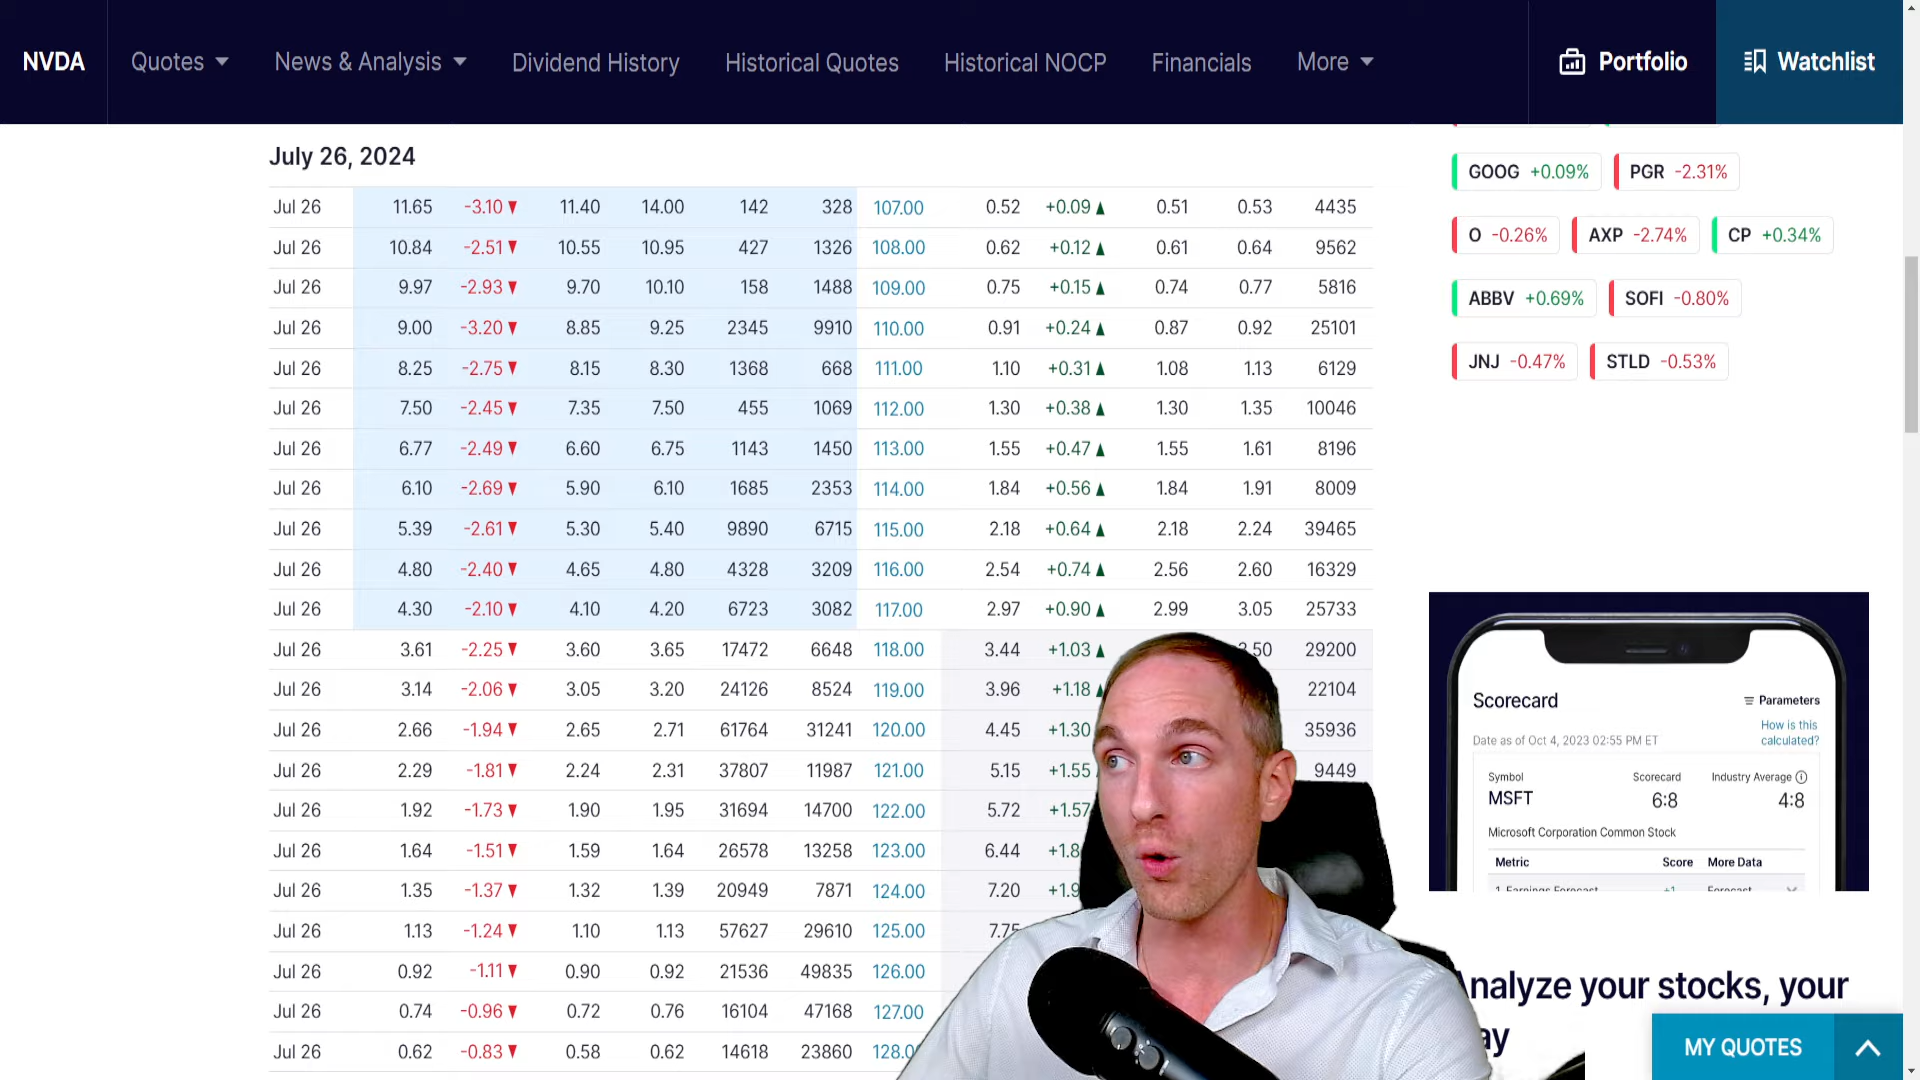 NVDA Quotes News & Analysis Dividend History Historical Quotes Historical NOCP Financials More Portfolio Watchlist
July 26, 2024
Jul 26 11.65 -3.10 11.40 14.00 142 328 107.00 0.52 +0.09 0.51 0.53 4435
Jul 26 10.84 -2.51 10.55 10.95 427 1326 108.00 0.62 +0.12 0.61 0.64 9562
Jul 26 9.97 -2.93 9.70 10.10 158 1488 109.00 0.75 +0.15 0.74 0.77 5816
Jul 26 9.00 -3.20 8.85 9.25 2345 9910 110.00 0.91 +0.24 0.87 0.92 25101
Jul 26 8.25 -2.75 8.15 8.30 1368 668 111.00 1.10 +0.31 1.08 1.13 6129
Jul 26 7.50 -2.45 7.35 7.50 455 1069 112.00 1.30 +0.38 1.30 1.35 10046
Jul 26 6.77 -2.49 6.60 6.75 1143 1450 113.00 1.55 +0.47 1.55 1.61 8196
Jul 26 6.10 -2.69 5.90 6.10 1685 2353 114.00 1.84 +0.56 1.84 1.91 8009
Jul 26 5.39 -2.61 5.30 5.40 9890 6715 115.00 2.18 +0.64 2.18 2.24 39465
Jul 26 4.80 -2.40 4.65 4.80 4328 3209 116.00 2.54 +0.74 2.56 2.60 16329
Jul 26 4.30 -2.10 4.10 4.20 6723 3082 117.00 2.97 +0.90 2.99 3.05 25733
Jul 26 3.61 -2.25 3.60 3.65 17472 6648 118.00 3.44 +1.03 29200
Jul 26 3.14 -2.06 3.05 3.20 24126 8524 119.00 3.96 +1.18 22104
Jul 26 2.66 -1.94 2.65 2.71 61764 31241 120.00 4.45 +1.30 35936
Jul 26 2.29 -1.81 2.24 2.31 37807 11987 121.00 5.15 +1.55 9449
Jul 26 1.92 -1.73 1.90 1.95 31694 14700 122.00 5.72 +1.57
Jul 26 1.64 -1.51 1.59 1.64 26578 13258 123.00 6.44
Jul 26 1.35 -1.37 1.32 1.39 20949 7871 124.00 7.20
Jul 26 1.13 -1.24 1.10 1.13 57627 29610 125.00 7.75
Jul 26 0.92 -1.11 0.90 0.92 21536 49835 126.00
Jul 26 0.74 -0.96 0.72 0.76 16104 47168 127.00
Jul 26 0.62 -0.83 0.58 0.62 14618 23860 128.0
GOOG +0.09% PGR -2.31%
O -0.26% AXP -2.74% CP +0.34%
ABBV +0.69% SOFI -0.80%
JNJ -0.47% STLD -0.53%
Scorecard Parameters
How is this
calculated?
Date as of Oct 4, 2023 02:55 PM ET
Symbol Scorecard Industry Average
MSFT 6:8 4:8
Microsoft Corporation Common Stock
Metric Score More Data
1 Earnings Forecast +1 Forecast
Analyze your stocks, your
MY QUOTES